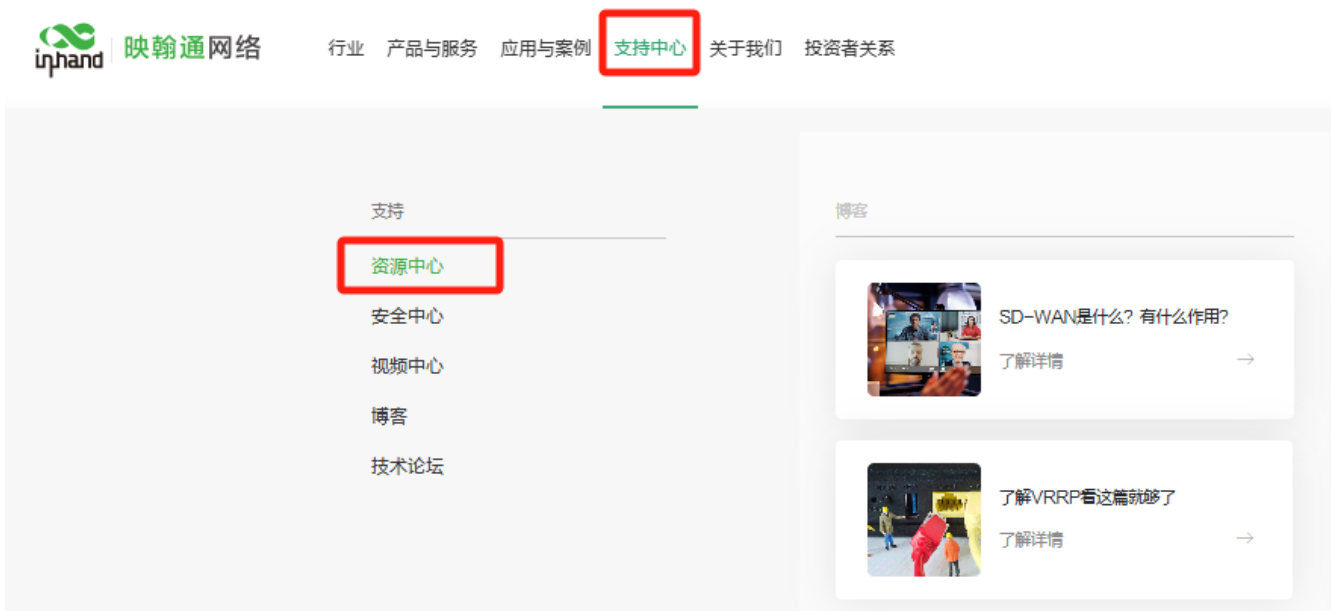 inhand 映翰通网络
行业 产品与服务 应用与案例 支持中心 关于我们 投资者关系
支持
资源中心
安全中心
视频中心
博客
技术论坛
博客
SD-WAN是什么？有什么作用?
了解详情 →
了解VRRP看这篇就够了
了解详情 →